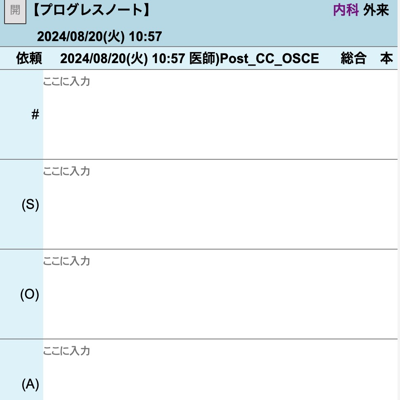 開 【プログレスノート】 内科 外来
2024/08/20(火) 10:57
依頼 2024/08/20(火) 10:57 医師)Post_CC_OSCE 総合 本
ここに入力
#
ここに入力
(S)
ここに入力
(O)
ここに入力
(A)